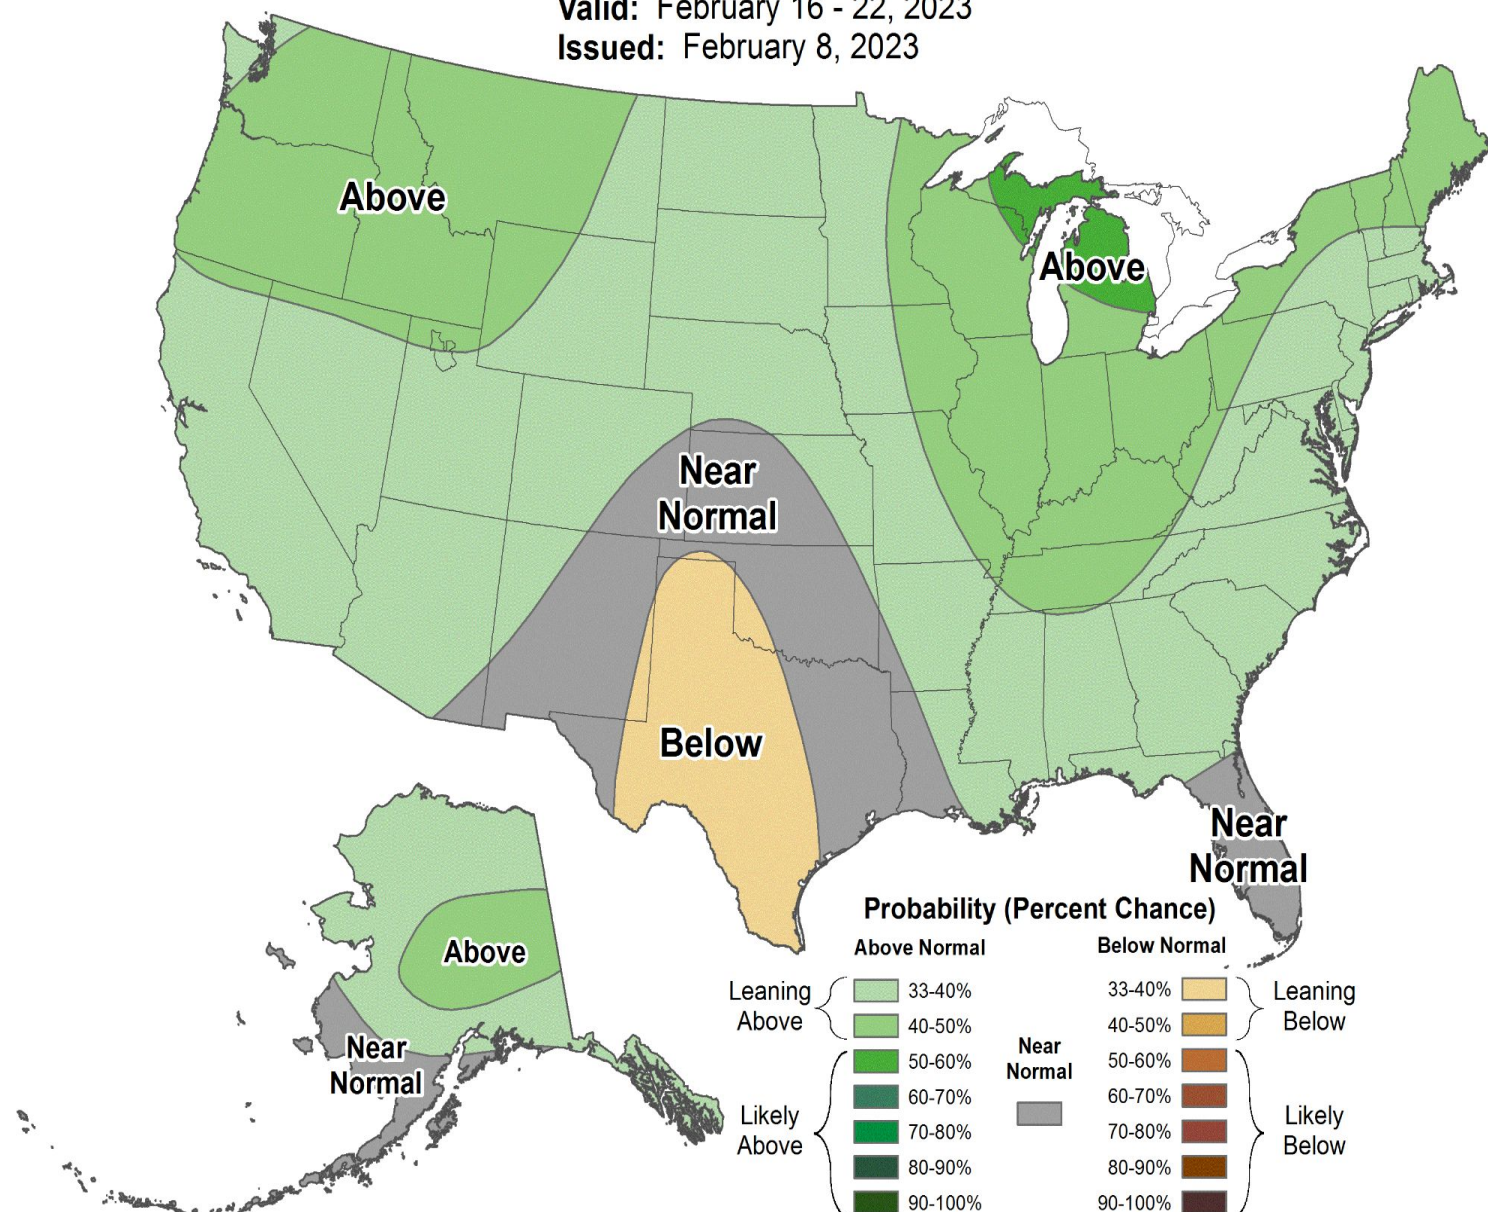 Valid: February 16 - 22, 2023
Issued: February 8, 2023
Above
Above
Near
Normal
Below
Near
Normal
Above
Near
Normal
Probability (Percent Chance)
Above Normal
Below Normal
Leaning
Above
33-40%
40-50%
50-60%
60-70%
70-80%
80-90%
90-100%
Likely
Above
Near
Normal
33-40%
40-50%
50-60%
60-70%
70-80%
80-90%
90-100%
Leaning
Below
Likely
Below